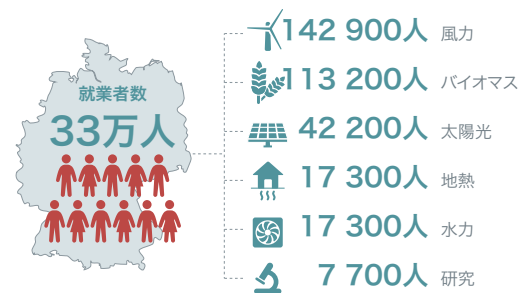 就業者数
33万人
142 900人 風力
113 200人 バイオマス
42 200人 太陽光
17 300人 地熱
17 300人 水力
7 700人 研究